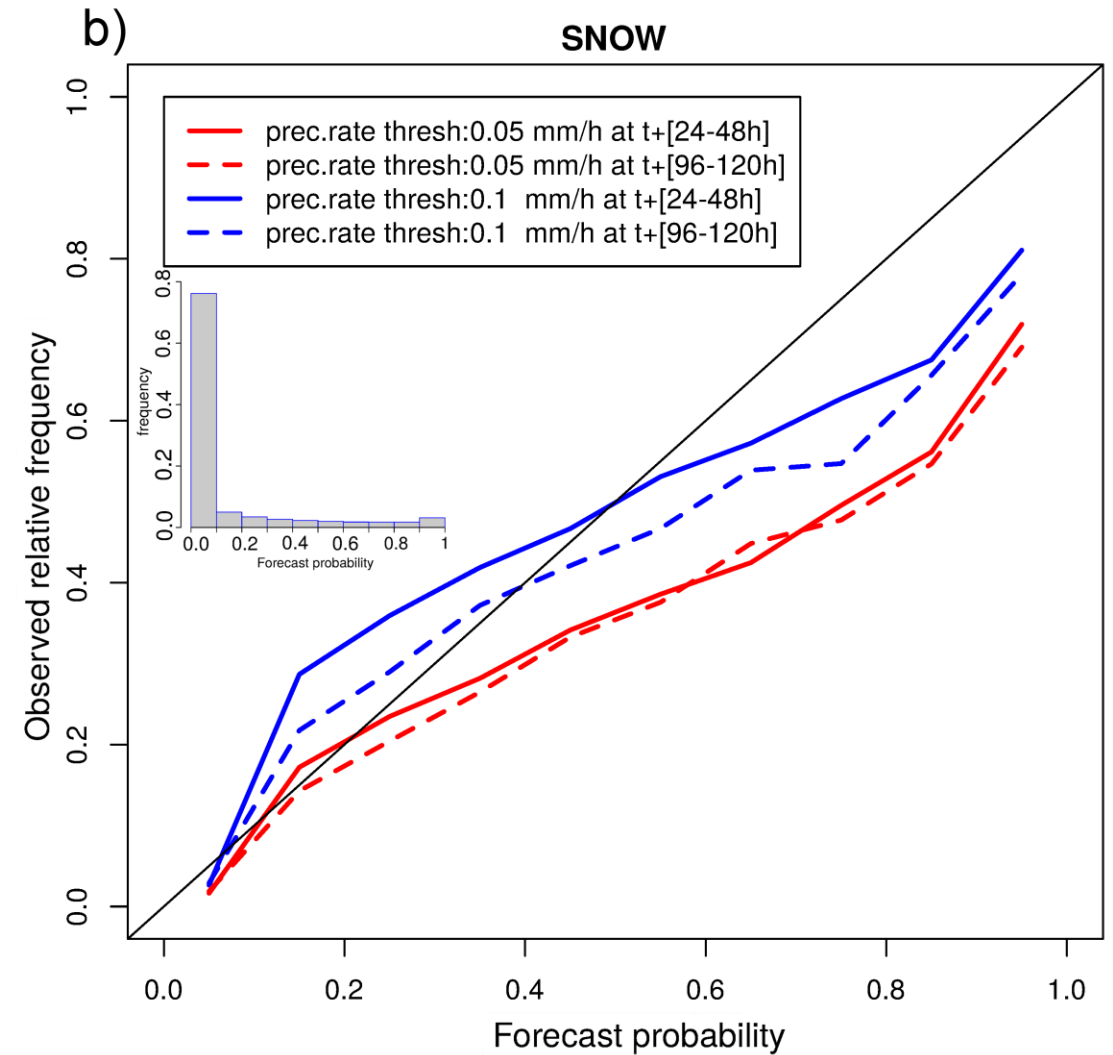 b)
SNOW
prec.rate thresh:0.05 mm/h at t+[24-48h]
prec.rate thresh:0.05 mm/h at t+[96-120h]
prec.rate thresh:0.1 mm/h at t+[24-48h]
prec.rate thresh:0.1 mm/h at t+[96-120h]
Observed relative frequency
1.0
0.8
0.6
0.4
0.2
0.0
frequency
0.8
0.6
0.4
0.2
0.0
0.0 0.2 0.4 0.6 0.8 1
Forecast probability
0.0 0.2 0.4 0.6 0.8 1.0
Forecast probability